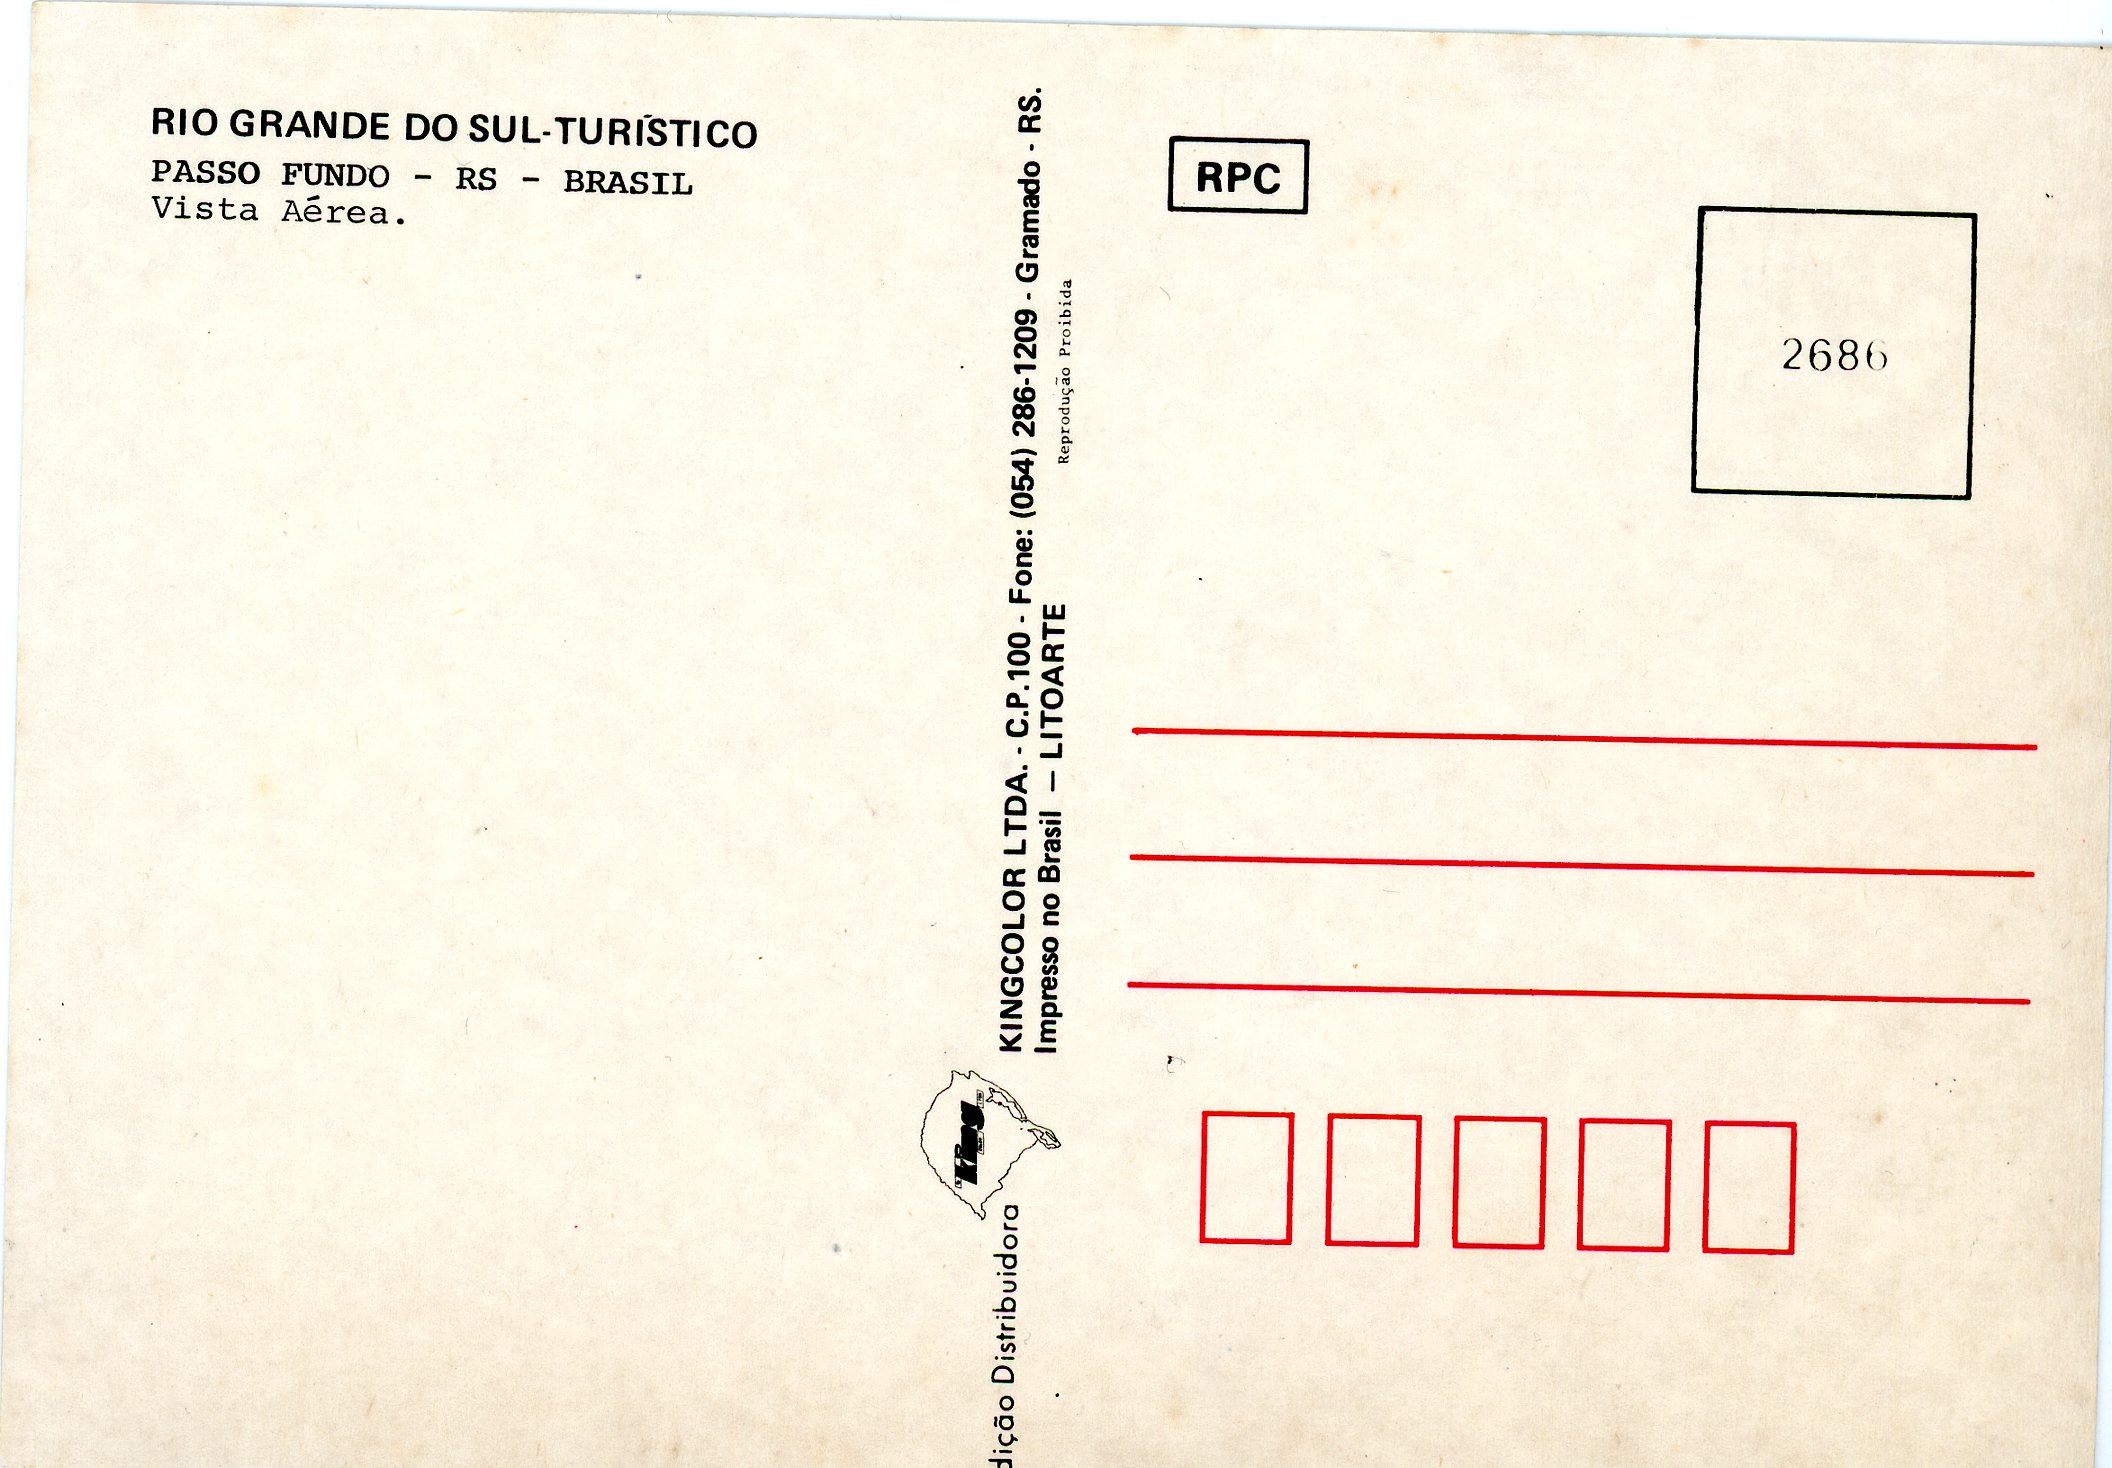 RIO GRANDE DO SUL-TURÍSTICO
PASSO FUNDO - RS - BRASIL
Vista Aérea.
KINGCOLOR LTDA. - C.P.100 - Fone: (054) 286-1209 - Gramado - RS.
Impresso no Brasil — LITOARTE
Reprodução Proibida
dição Distribuidora
King
RPC
2686